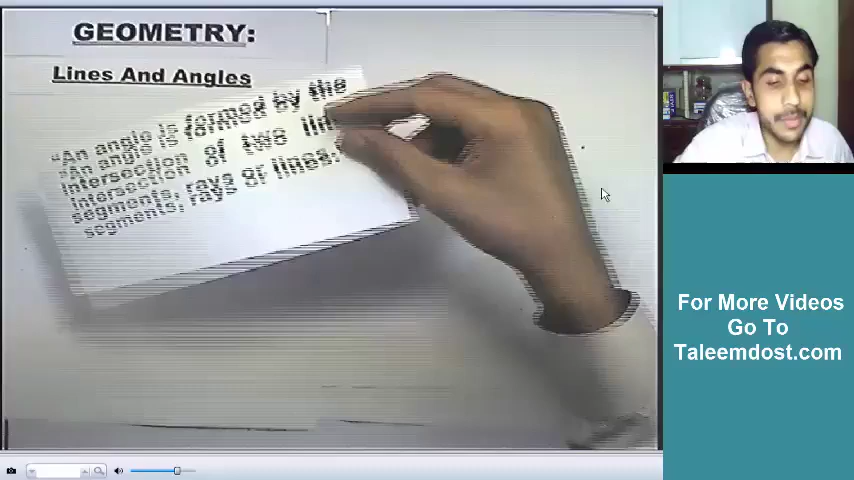 GEOMETRY:
Lines And Angles
"An angle is formed by the
intersection of two
segments, rays or lines.
For More Videos
Go To
Taleemdost.com